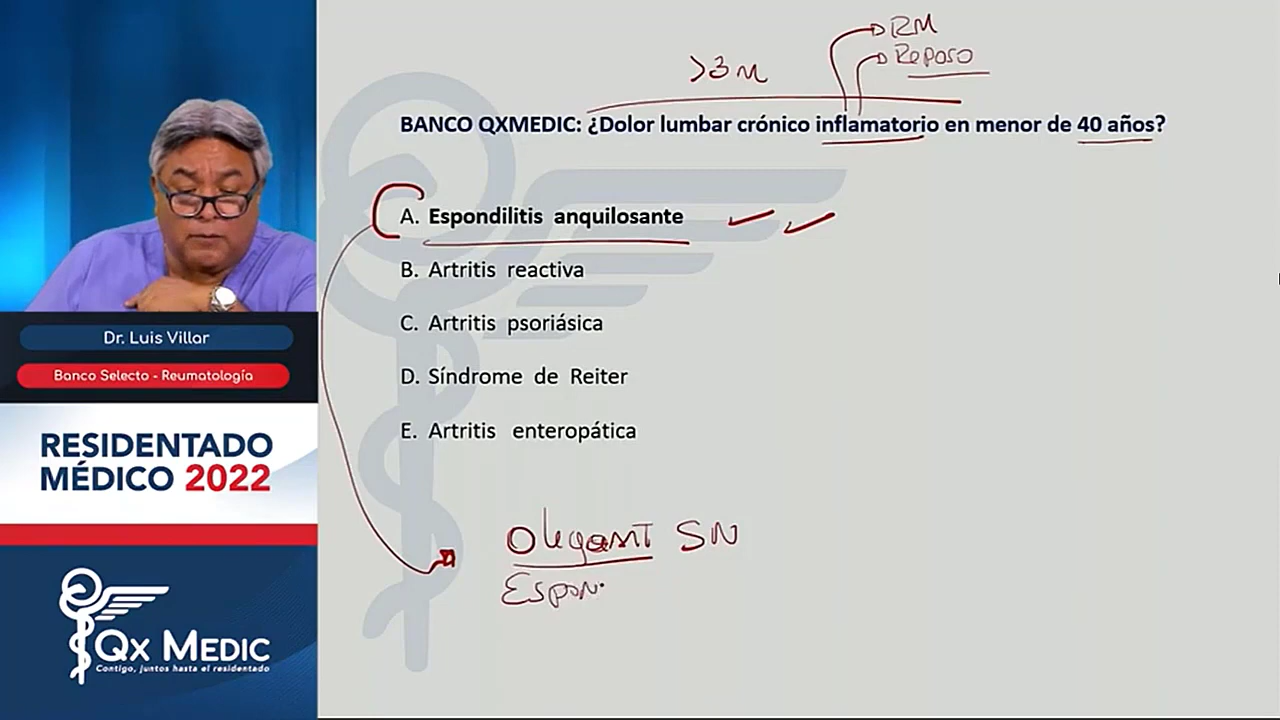 RM
>3m
Reposo
BANCO QXMEDIC: ¿Dolor lumbar crónico inflamatorio en menor de 40 años?
A. Espondilitis anquilosante
B. Artritis reactiva
C. Artritis psoriásica
D. Síndrome de Reiter
E. Artritis enteropática
SN
Espon
Dr. Luis Villar
Banco Selecto - Reumatología
RESIDENTADO
MÉDICO 2022
QX MEDIC
Contigo, juntos hasta el residentado